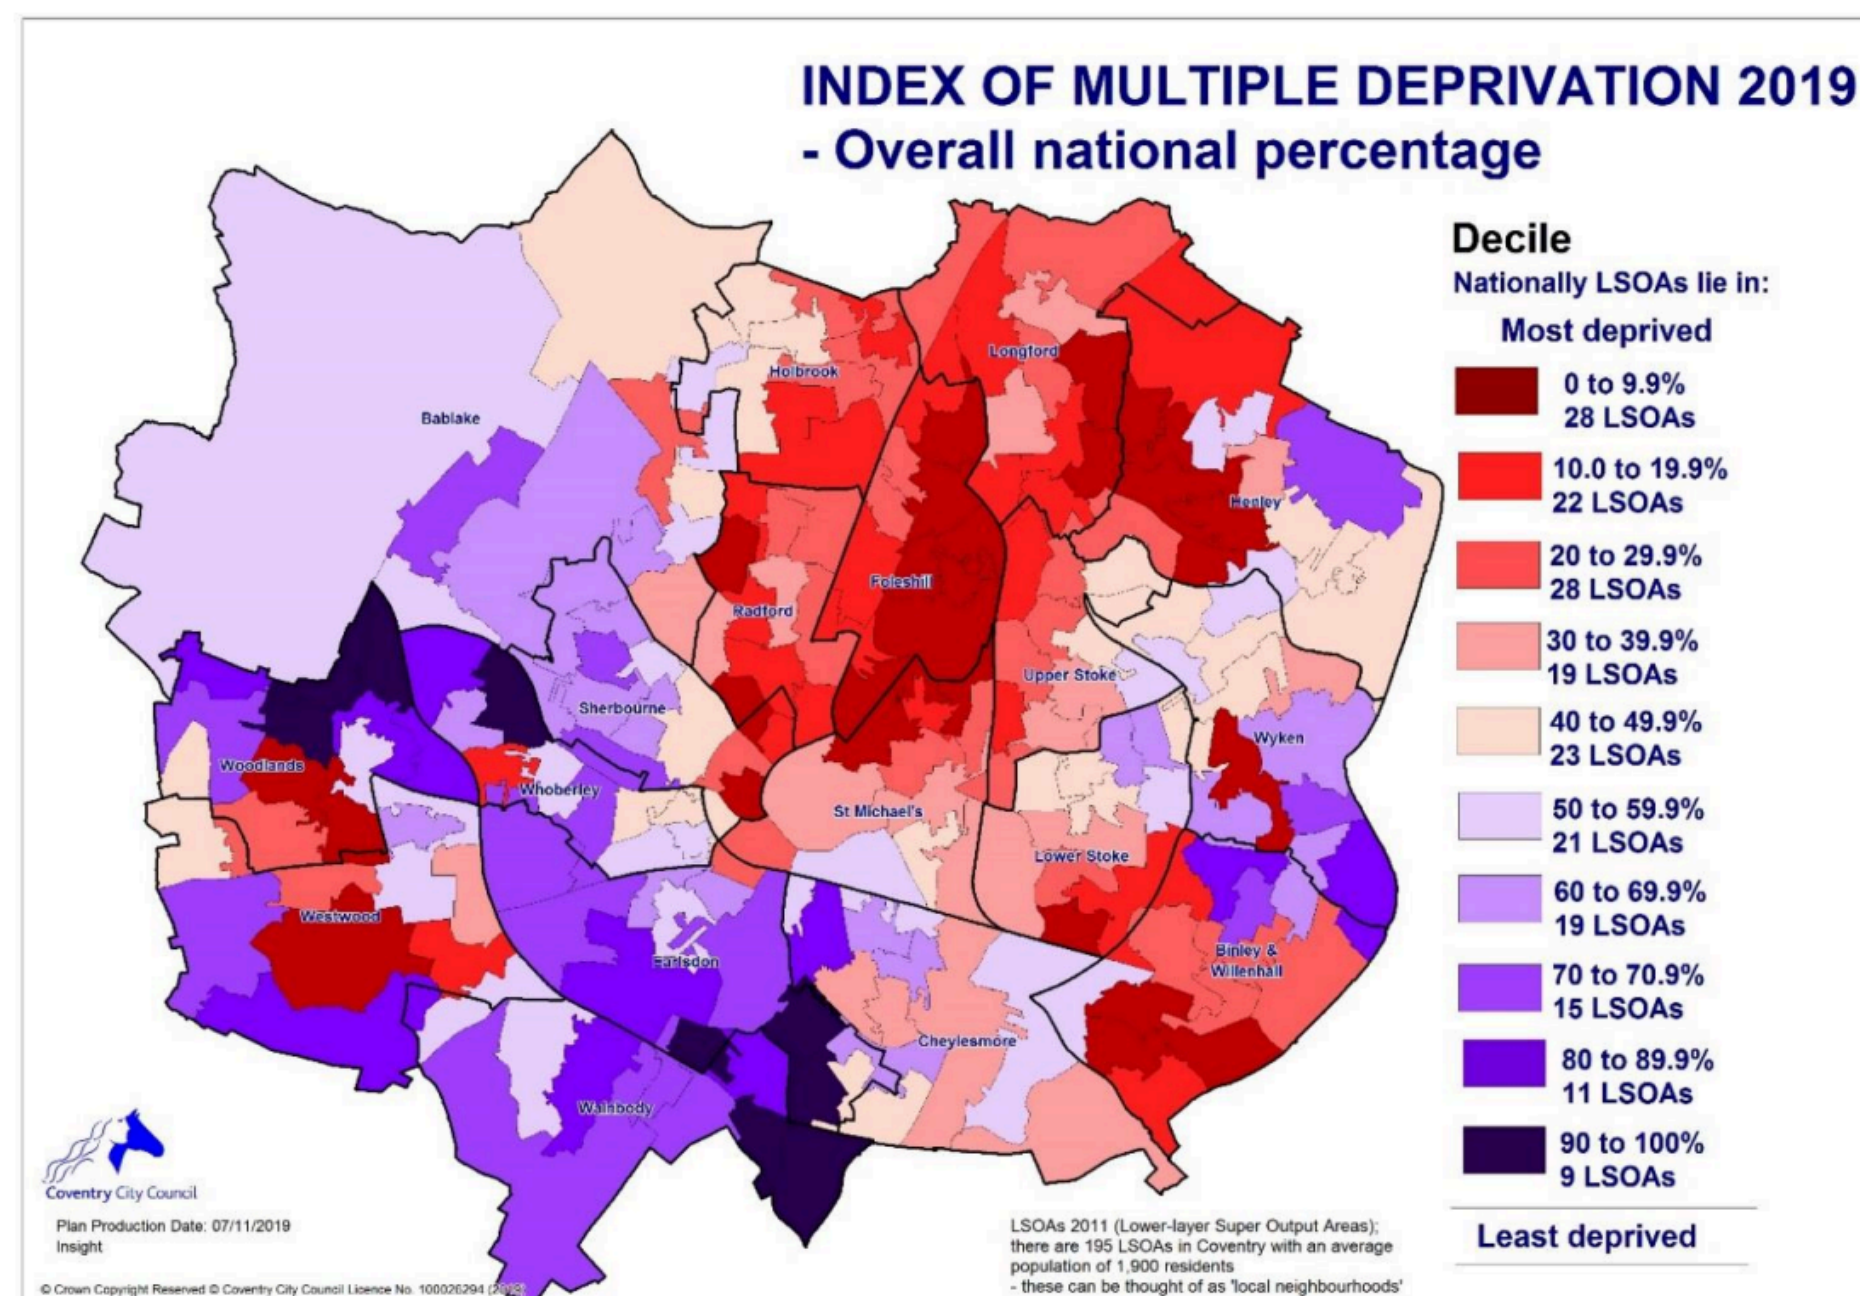 INDEX OF MULTIPLE DEPRIVATION 2019
- Overall national percentage
Decile
Nationally LSOAs lie in:
Most deprived
0 to 9.9%
28 LSOAs
10.0 to 19.9%
22 LSOAs
20 to 29.9%
28 LSOAs
30 to 39.9%
19 LSOAs
40 to 49.9%
23 LSOAs
50 to 59.9%
21 LSOAs
60 to 69.9%
19 LSOAs
70 to 70.9%
15 LSOAs
80 to 89.9%
11 LSOAs
90 to 100%
9 LSOAs
Least deprived
Longford
Holbrook
Bablake
Henley
Foleshill
Radford
Upper Stoke
Sherbourne
Wyken
Woodlands
Whoberley
St Michael's
Lower Stoke
Westwood
Binley &
Willenhall
Earlsdon
Cheylesmore
Wainbody
Coventry City Council
Plan Production Date: 07/11/2019
Insight
© Crown Copyright Reserved © Coventry City Council Licence No. 100026294
LSOAs 2011 (Lower-layer Super Output Areas);
there are 195 LSOAs in Coventry with an average
population of 1,900 residents
- these can be thought of as 'local neighbourhoods'